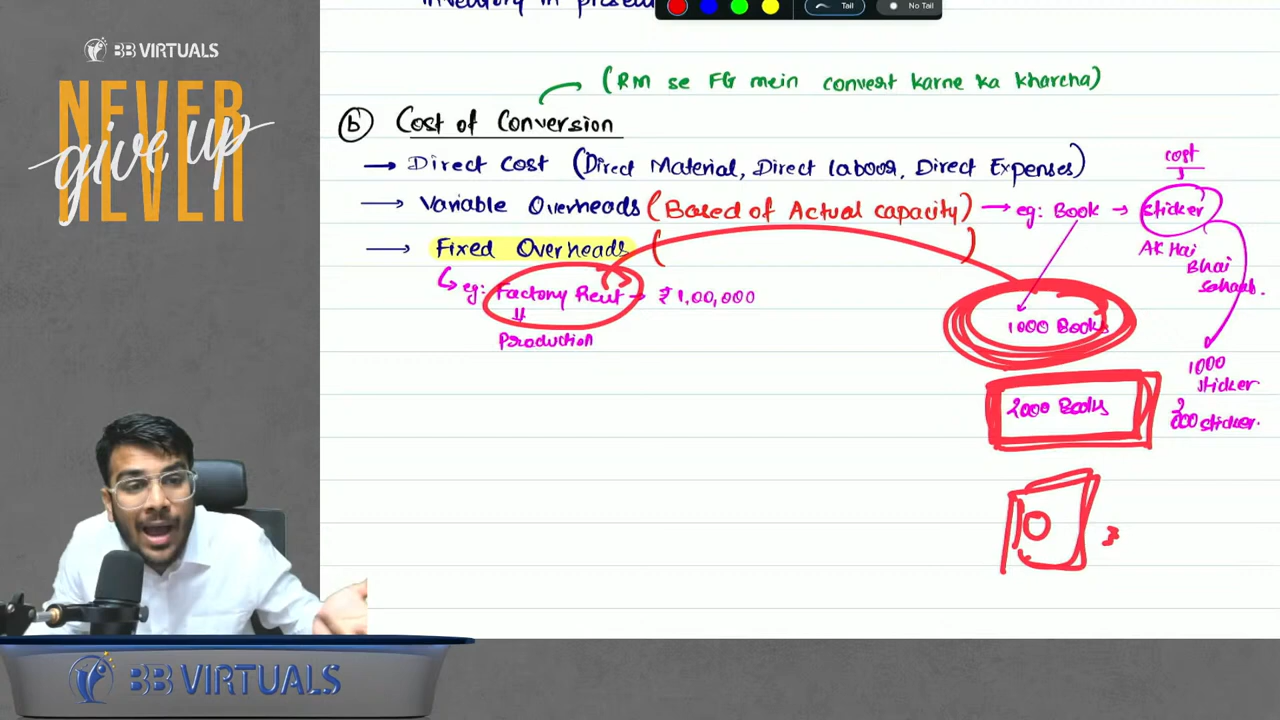 Inventory in present
Tail
No Tail
BB VIRTUALS
NEVER
give up
NEVER
(RM se FG mein convert karne ka kharcha)
(b) Cost of Conversion
→ Direct Cost (Direct Material, Direct labour, Direct Expenses)
→ Variable Overheads (Based of Actual capacity) → eg: Book → sticker
cost
AK Hai
Bhai
Sahab.
→ Fixed Overheads ( )
eg: Factory Rent → ₹1,00,000
Production
1000 Books
1000
sticker
2000 Books
2000 sticker.
BB VIRTUALS